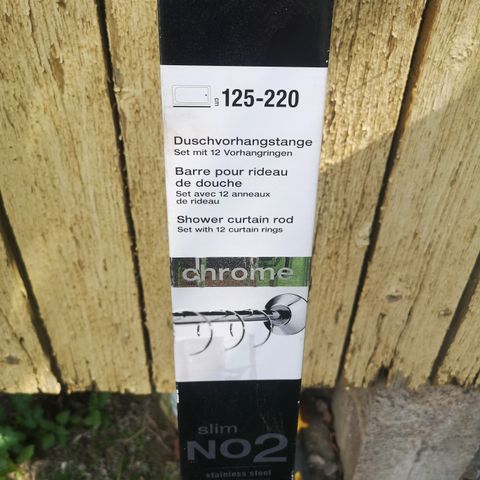 cm 125-220
Duschvorhangstange
Set mit 12 Vorhangringen
Barre pour rideau
de douche
Set avec 12 anneaux
de rideau
Shower curtain rod
Set with 12 curtain rings
chrome
slim
NO2
stainless steel